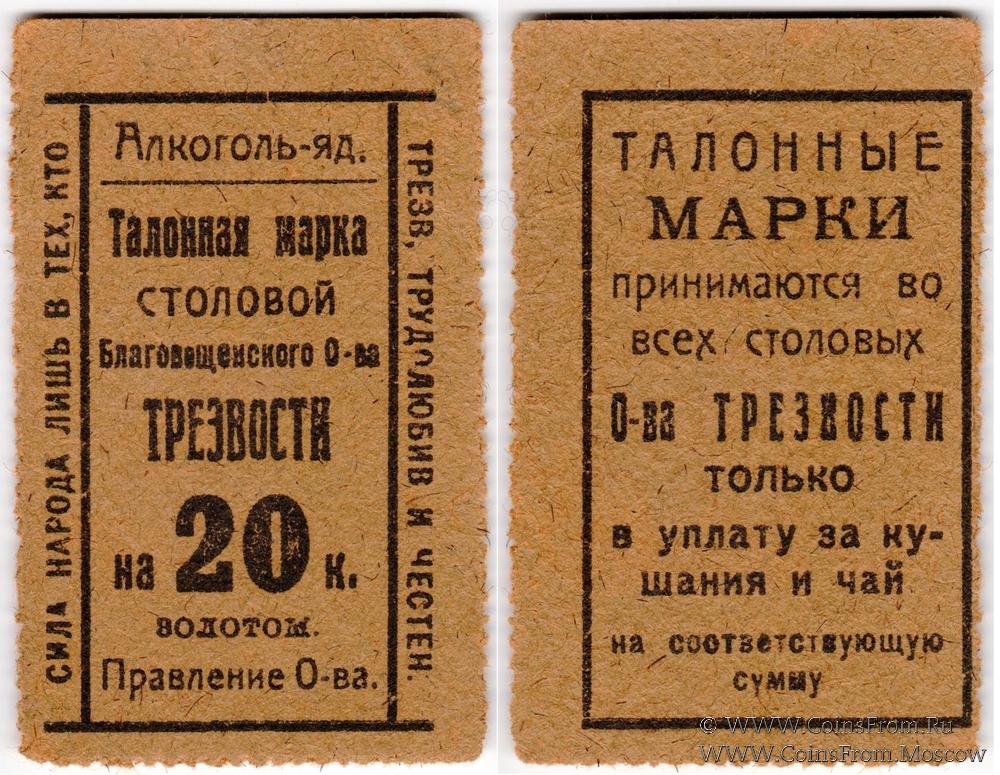 СИЛА НАРОДА ЛИШЬ В ТЕХ, КТО
Алкоголь-яд.
Талонная марка
СТОЛОВОЙ
Благовещенского О-ва
ТРЕЗВОСТИ
на 20 к.
золотом.
Правление О-ва.
ТРЕЗВ, ТРУДОЛЮБИВ И ЧЕСТЕН.
ТАЛОННЫЕ
МАРКИ
принимаются во
всех столовых
О-ва ТРЕЗВОСТИ
только
в уплату за ку-
шания и чай
на соответствующую
сумму
© WWW.CoinsFrom.Ru
WWW.CoinsFrom.Moscow